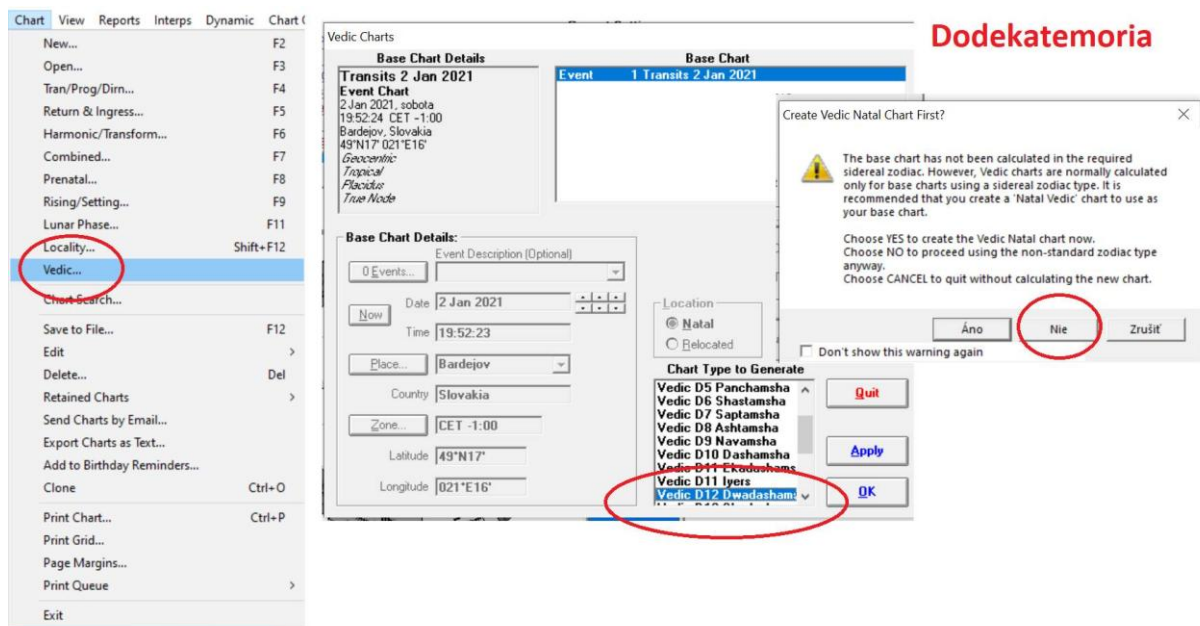 Chart View Reports Interps Dynamic Chart
New... F2
Open... F3
Tran/Prog/Dirn... F4
Return & Ingress... F5
Harmonic/Transform... F6
Combined... F7
Prenatal... F8
Rising/Setting... F9
Lunar Phase... F11
Locality... Shift+F12
Vedic...
Chart Search...
Save to File... F12
Edit >
Delete... Del
Retained Charts >
Send Charts by Email...
Export Charts as Text...
Add to Birthday Reminders...
Clone Ctrl+O
Print Chart... Ctrl+P
Print Grid...
Page Margins...
Print Queue >
Exit
Vedic Charts
Base Chart Details
Transits 2 Jan 2021
Event Chart
2 Jan 2021, sobota
19:52:24 CET -1:00
Bardejov, Slovakia
49°N17' 021°E16'
Geocentric
Tropical
Placidus
True Node
Base Chart
Event 1 Transits 2 Jan 2021
Base Chart Details:
Event Description (Optional)
0 Events...
Now
Date 2 Jan 2021
Time 19:52:23
Place... Bardejov
Country Slovakia
Zone... CET -1:00
Latitude 49°N17'
Longitude 021°E16'
Location
Natal
Relocated
Chart Type to Generate
Vedic D5 Panchamsha
Vedic D6 Shastamsha
Vedic D7 Saptamsha
Vedic D8 Ashtamsha
Vedic D9 Navamsha
Vedic D10 Dashamsha
Vedic D11 Ekadashams
Vedic D11 Iyers
Vedic D12 Dwadashams
Quit
Apply
OK
Dodekatemoria
Create Vedic Natal Chart First?
The base chart has not been calculated in the required
sidereal zodiac. However, Vedic charts are normally calculated
only for base charts using a sidereal zodiac type. It is
recommended that you create a 'Natal Vedic' chart to use as
your base chart.
Choose YES to create the Vedic Natal chart now.
Choose NO to proceed using the non-standard zodiac type
anyway.
Choose CANCEL to quit without calculating the new chart.
Áno Nie Zrušiť
Don't show this warning again